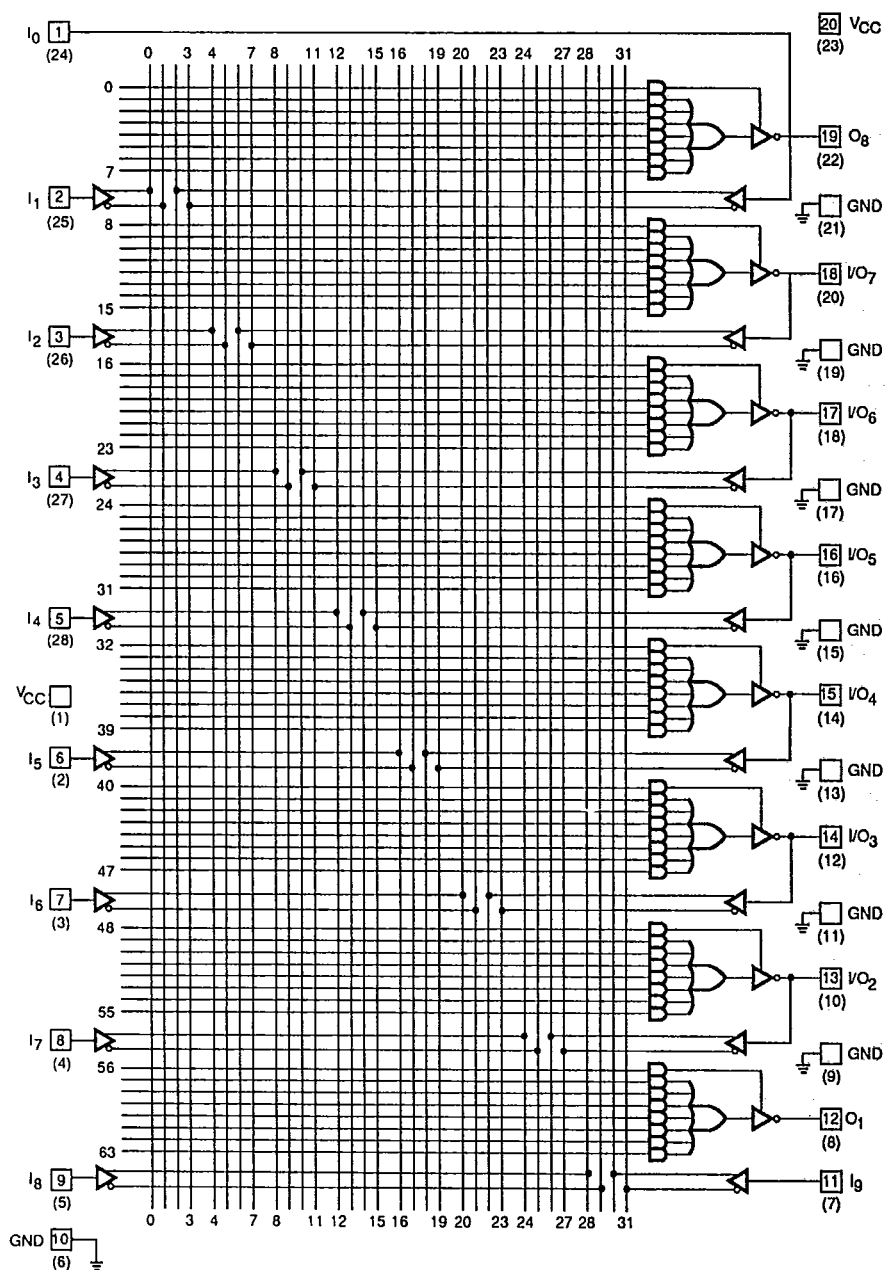 I0 1 (24)
20 VCC (23)
0 3 4 7 8 11 12 15 16 19 20 23 24 27 28 31
0
7
19 O8 (22)
I1 2 (25)
GND (21)
8
15
18 I/O7 (20)
I2 3 (26)
GND (19)
16
23
17 I/O6 (18)
I3 4 (27)
GND (17)
24
31
16 I/O5 (16)
I4 5 (28)
GND (15)
32
39
VCC (1)
15 I/O4 (14)
I5 6 (2)
GND (13)
40
47
14 I/O3 (12)
I6 7 (3)
GND (11)
48
55
13 I/O2 (10)
I7 8 (4)
GND (9)
56
63
12 O1 (8)
I8 9 (5)
11 I9 (7)
0 3 4 7 8 11 12 15 16 19 20 23 24 27 28 31
GND 10 (6)